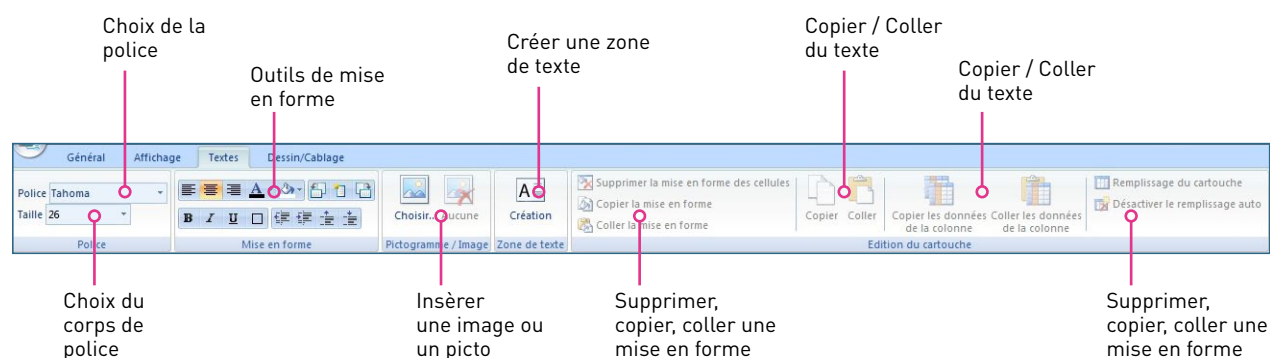 Choix de la
police
Outils de mise
en forme
Créer une zone
de texte
Copier / Coller
du texte
Copier / Coller
du texte
Général Affichage Textes Dessin/Cablage
Police Tahoma
Taille 26
A
B I U
Choisir... Aucune
A
Création
Supprimer la mise en forme des cellules
Copier la mise en forme
Coller la mise en forme
Copier Coller
Copier les données
de la colonne
Coller les données
de la colonne
Remplissage du cartouche
Désactiver le remplissage auto
Police
Mise en forme
Pictogramme / Image
Zone de texte
Edition du cartouche
Choix du
corps de
police
Insèrer
une image ou
un picto
Supprimer,
copier, coller une
mise en forme
Supprimer,
copier, coller une
mise en forme